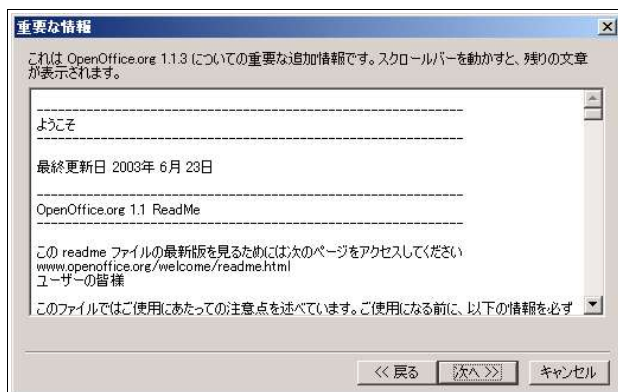 重要な情報
これは OpenOffice.org 1.1.3 についての重要な追加情報です。スクロールバーを動かすと、残りの文章
が表示されます。
------------------------------------------------------------
ようこそ
------------------------------------------------------------
最終更新日 2003年 6月 23日
------------------------------------------------------------
OpenOffice.org 1.1 ReadMe
------------------------------------------------------------
この readme ファイルの最新版を見るためには次のページをアクセスしてください
www.openoffice.org/welcome/readme.html
ユーザーの皆様
このファイルではご使用にあたっての注意点を述べています。ご使用になる前に、以下の情報を必ず
<< 戻る 次へ >> キャンセル